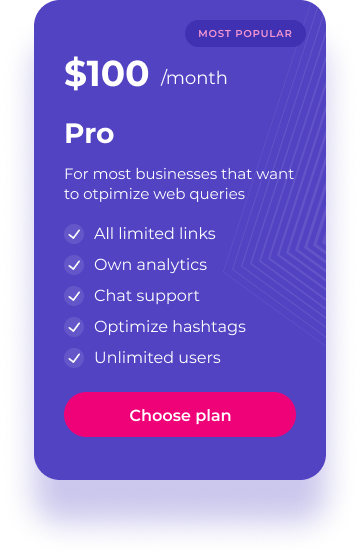 MOST POPULAR
$100 /month
Pro
For most businesses that want
to otpimize web queries
All limited links
Own analytics
Chat support
Optimize hashtags
Unlimited users
Choose plan